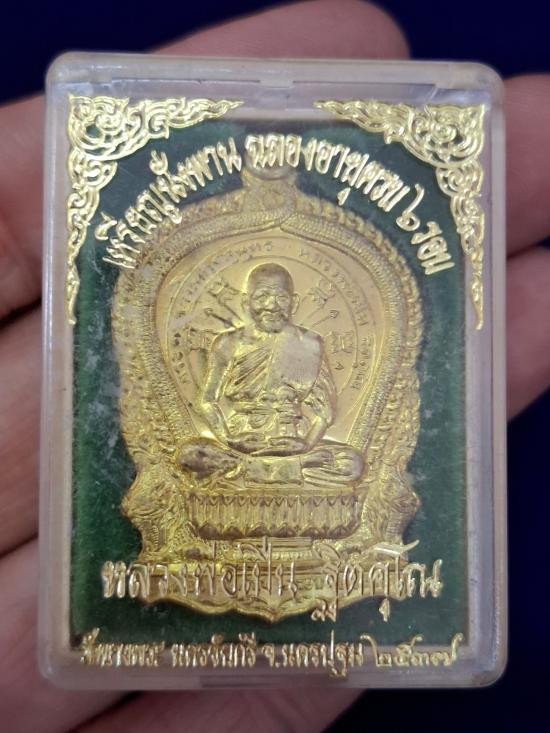 เหรียญนั่งพาน ฉลองอายุครบ ๖ รอบ
หลวงพ่อเปิ่น ฐิตคุโณ
วัดบางพระ นครชัยศรี จ.นครปฐม ๒๕๓๗